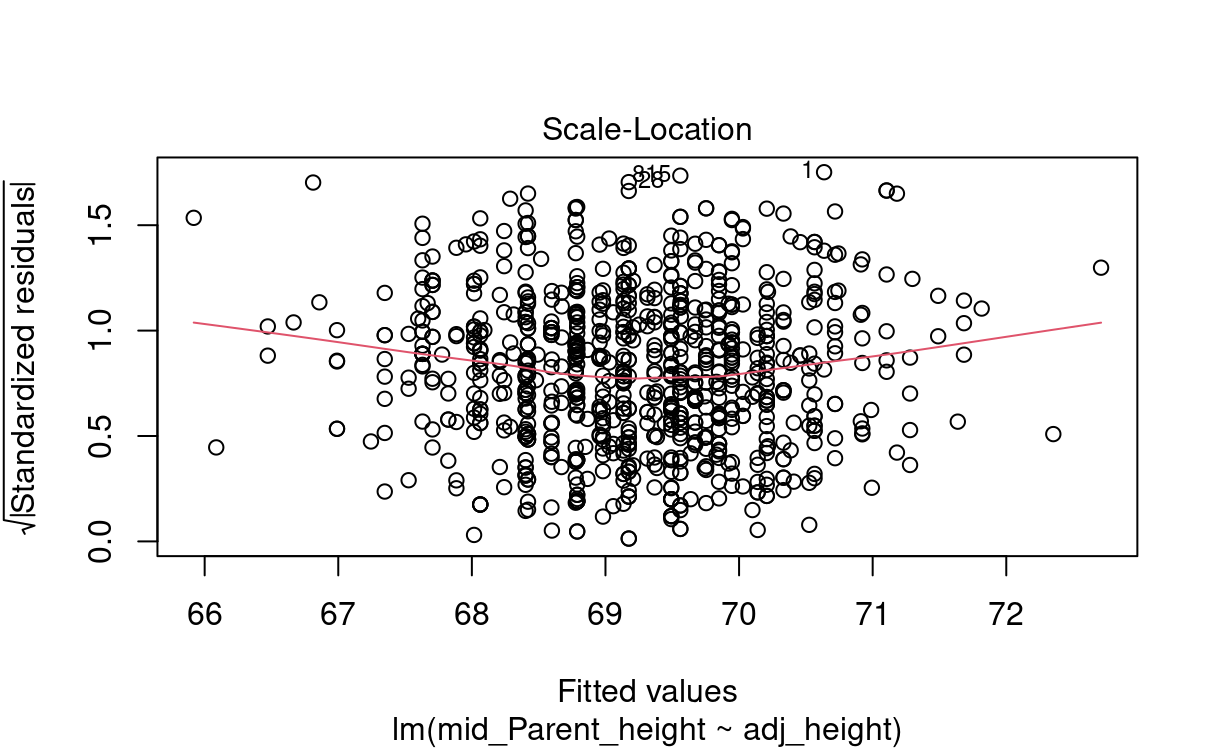 Scale-Location
√|Standardized residuals|
1.5
1.0
0.5
0.0
815
28
1
66 67 68 69 70 71 72
Fitted values
lm(mid_Parent_height ~ adj_height)